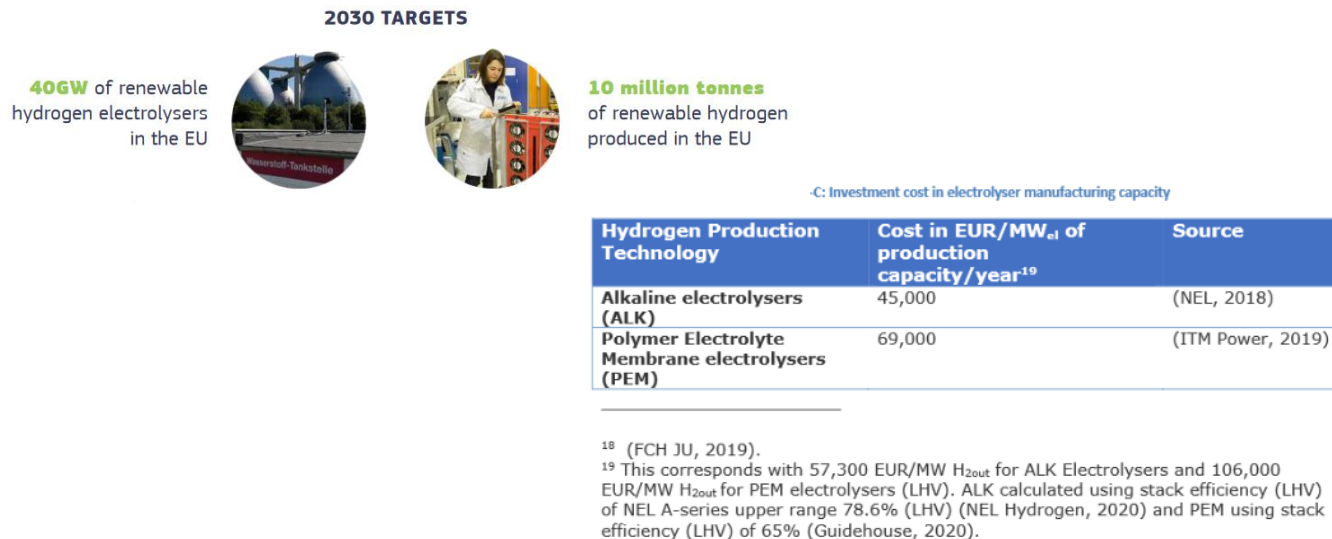 2030 TARGETS
40GW of renewable
hydrogen electrolysers
in the EU
Wasserstoff-Tankstelle
10 million tonnes
of renewable hydrogen
produced in the EU
-C: Investment cost in electrolyser manufacturing capacity
Hydrogen Production
Technology
Cost in EUR/MWel of
production
capacity/year19
Source
Alkaline electrolysers
(ALK)
45,000
(NEL, 2018)
Polymer Electrolyte
Membrane electrolysers
(PEM)
69,000
(ITM Power, 2019)
18 (FCH JU, 2019).
19 This corresponds with 57,300 EUR/MW H2out for ALK Electrolysers and 106,000
EUR/MW H2out for PEM electrolysers (LHV). ALK calculated using stack efficiency (LHV)
of NEL A-series upper range 78.6% (LHV) (NEL Hydrogen, 2020) and PEM using stack
efficiency (LHV) of 65% (Guidehouse, 2020).